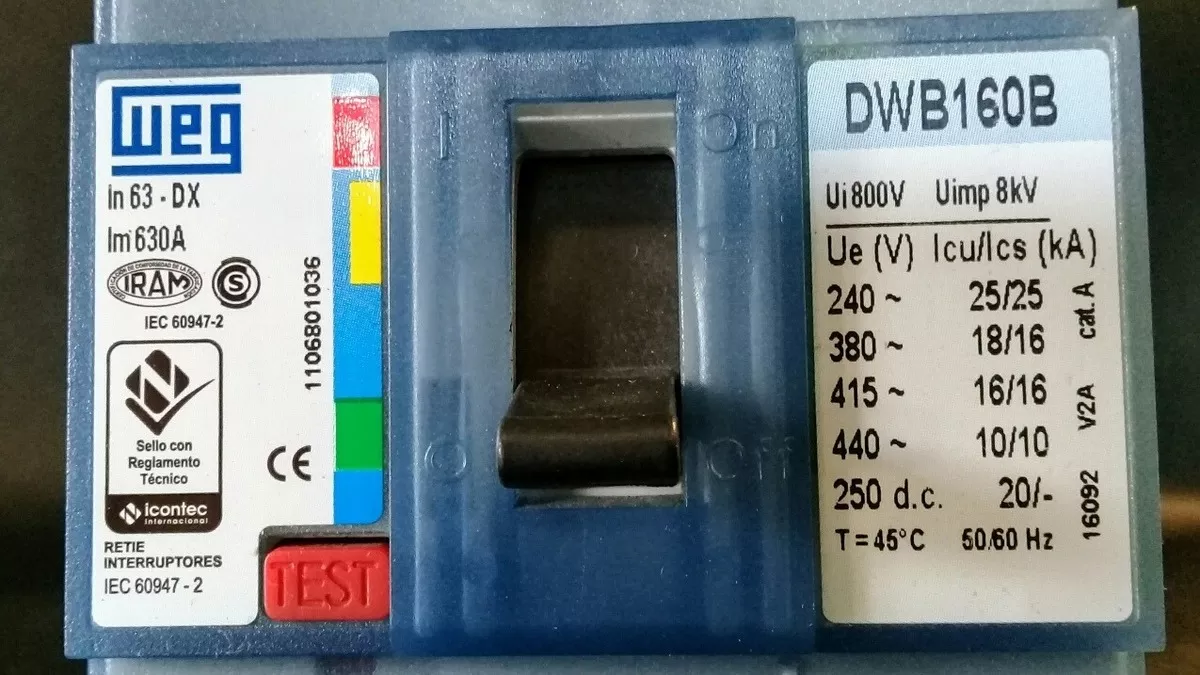 weg
In 63 - DX
Im 630A
IRAM
S
IEC 60947-2
1106801036
Sello con
Reglamento
Técnico
icontec
internacional
CE
RETIE
INTERRUPTORES
IEC 60947 - 2
TEST
I On
O Off
DWB160B
Ui 800V Uimp 8kV
Ue (V) Icu/Ics (kA)
240 ~ 25/25
380 ~ 18/16
415 ~ 16/16
440 ~ 10/10
250 d.c. 20/-
T = 45°C 50/60 Hz
16092 V2A cat. A